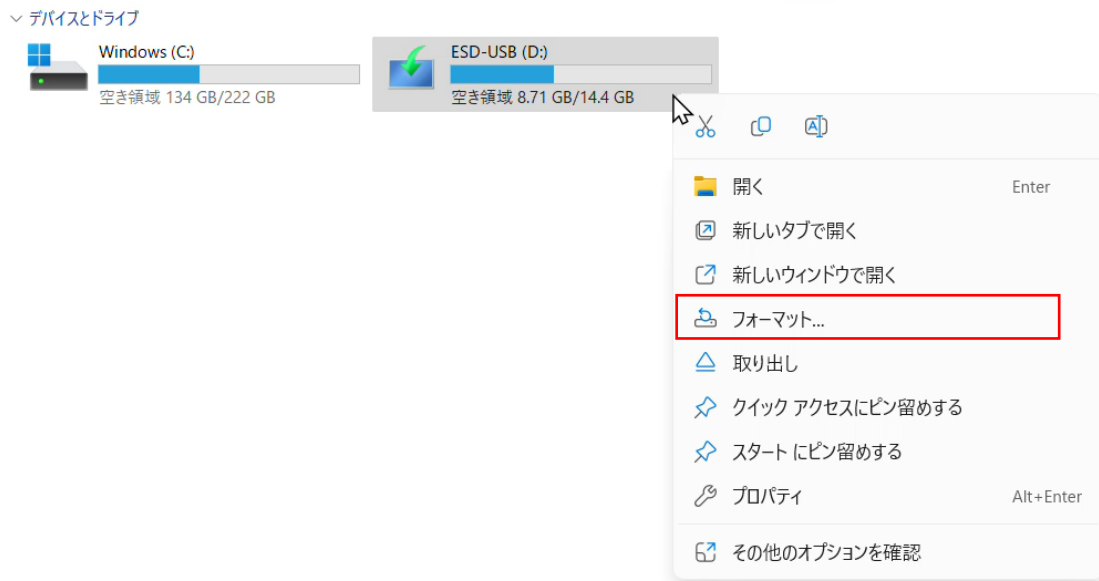 デバイスとドライブ
Windows (C:)
空き領域 134 GB/222 GB
ESD-USB (D:)
空き領域 8.71 GB/14.4 GB
開く Enter
新しいタブで開く
新しいウィンドウで開く
フォーマット...
取り出し
クイック アクセスにピン留めする
スタート にピン留めする
プロパティ Alt+Enter
その他のオプションを確認